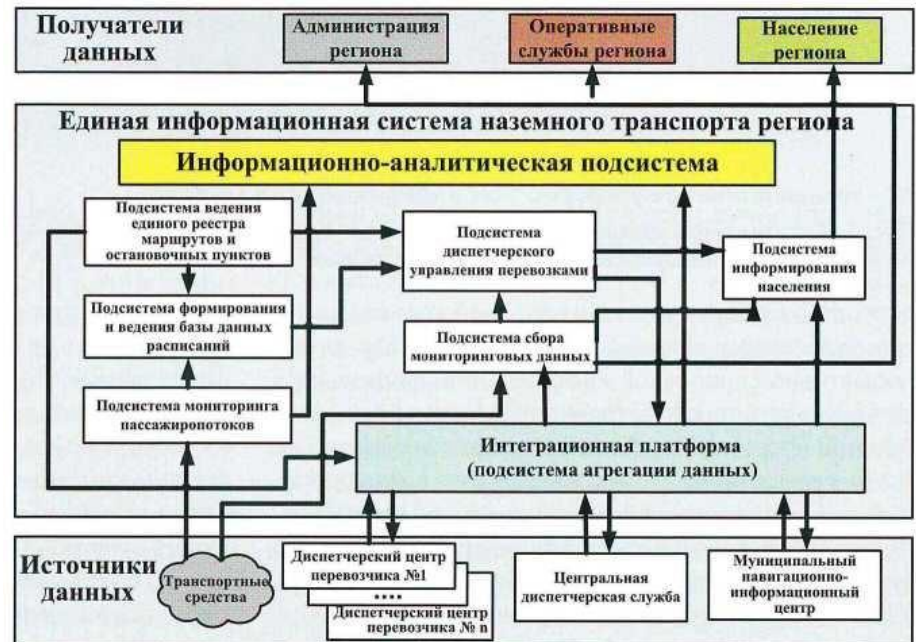 Получатели
данных
Администрация
региона
Оперативные
службы региона
Население
региона
Единая информационная система наземного транспорта региона
Информационно-аналитическая подсистема
Подсистема ведения
единого реестра
маршрутов и
остановочных пунктов
Подсистема
диспетчерского
управления перевозками
Подсистема
информирования
населения
Подсистема формирования
и ведения базы данных
расписаний
Подсистема сбора
мониторинговых данных
Подсистема мониторинга
пассажиропотоков
Интеграционная платформа
(подсистема агрегации данных)
Источники
данных
Транспортные
средства
Диспетчерский центр
перевозчика №1
....
Диспетчерский центр
перевозчика № n
Центральная
диспетчерская служба
Муниципальный
навигационно-
информационный
центр